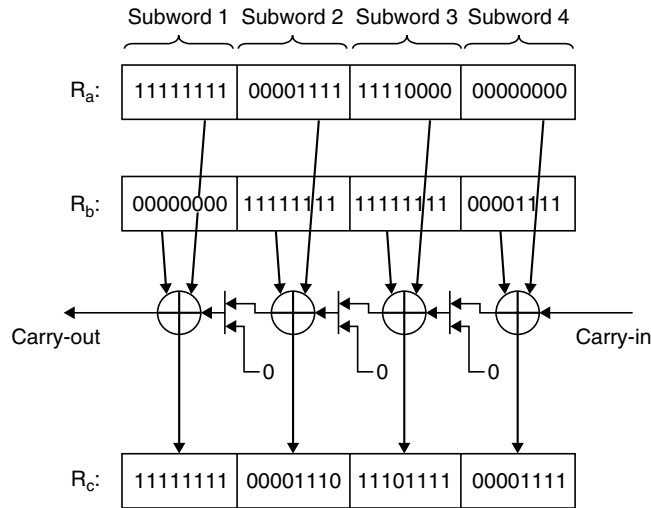 Subword 1 Subword 2 Subword 3 Subword 4
Ra: 11111111 00001111 11110000 00000000
Rb: 00000000 11111111 11111111 00001111
Carry-out Carry-in
0 0 0
Rc: 11111111 00001110 11101111 00001111